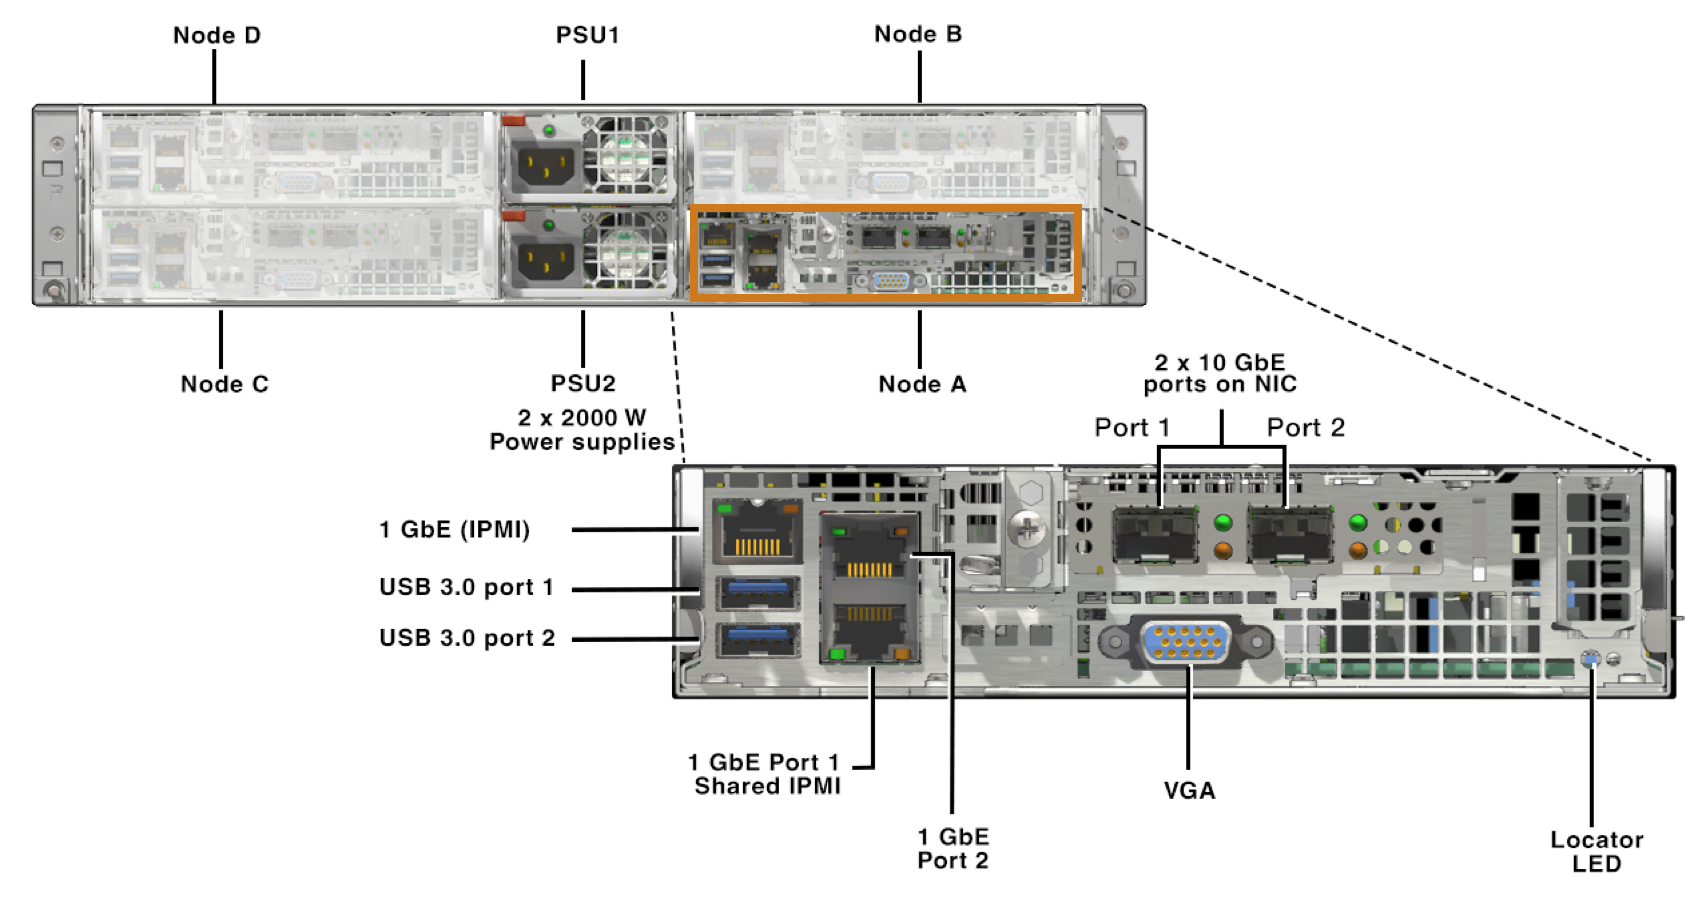 Node D
PSU1
Node B
Node C
PSU2
2 x 2000 W
Power supplies
Node A
2 x 10 GbE
ports on NIC
Port 1
Port 2
1 GbE (IPMI)
USB 3.0 port 1
USB 3.0 port 2
1 GbE Port 1
Shared IPMI
VGA
1 GbE
Port 2
Locator
LED